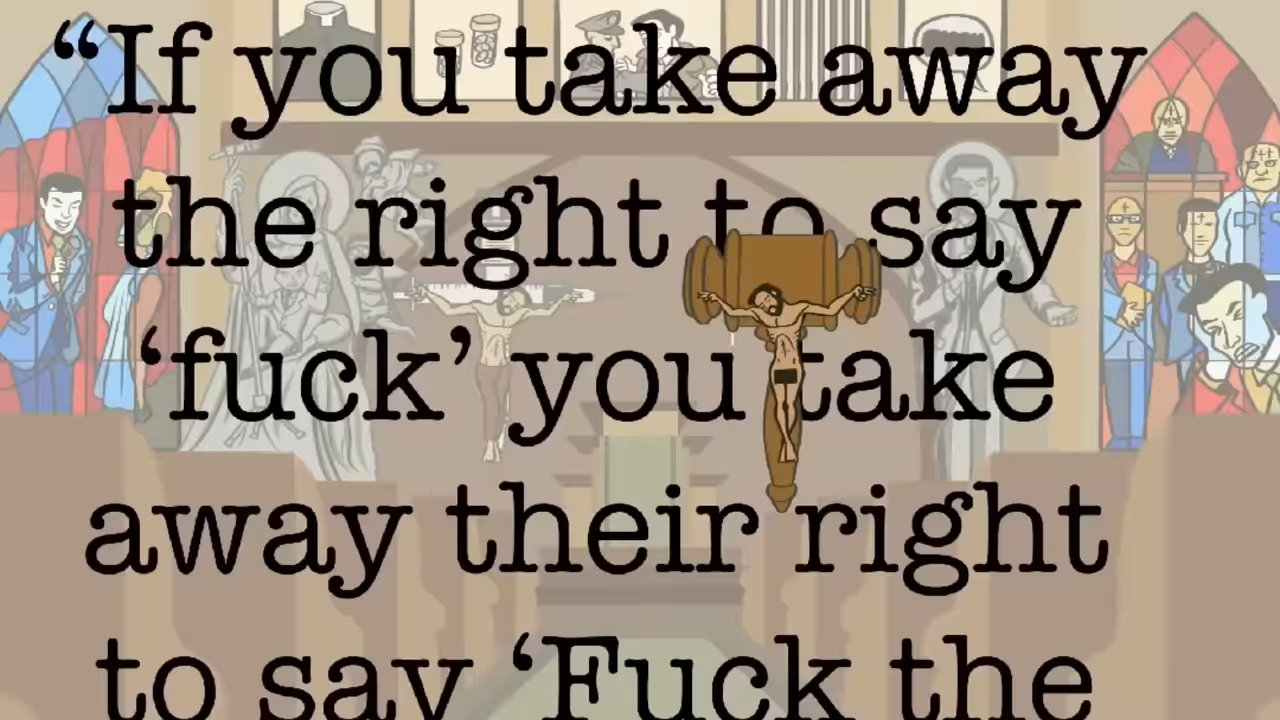 “If you take away
the right to say
‘fuck’ you take
away their right
to say ‘Fuck the